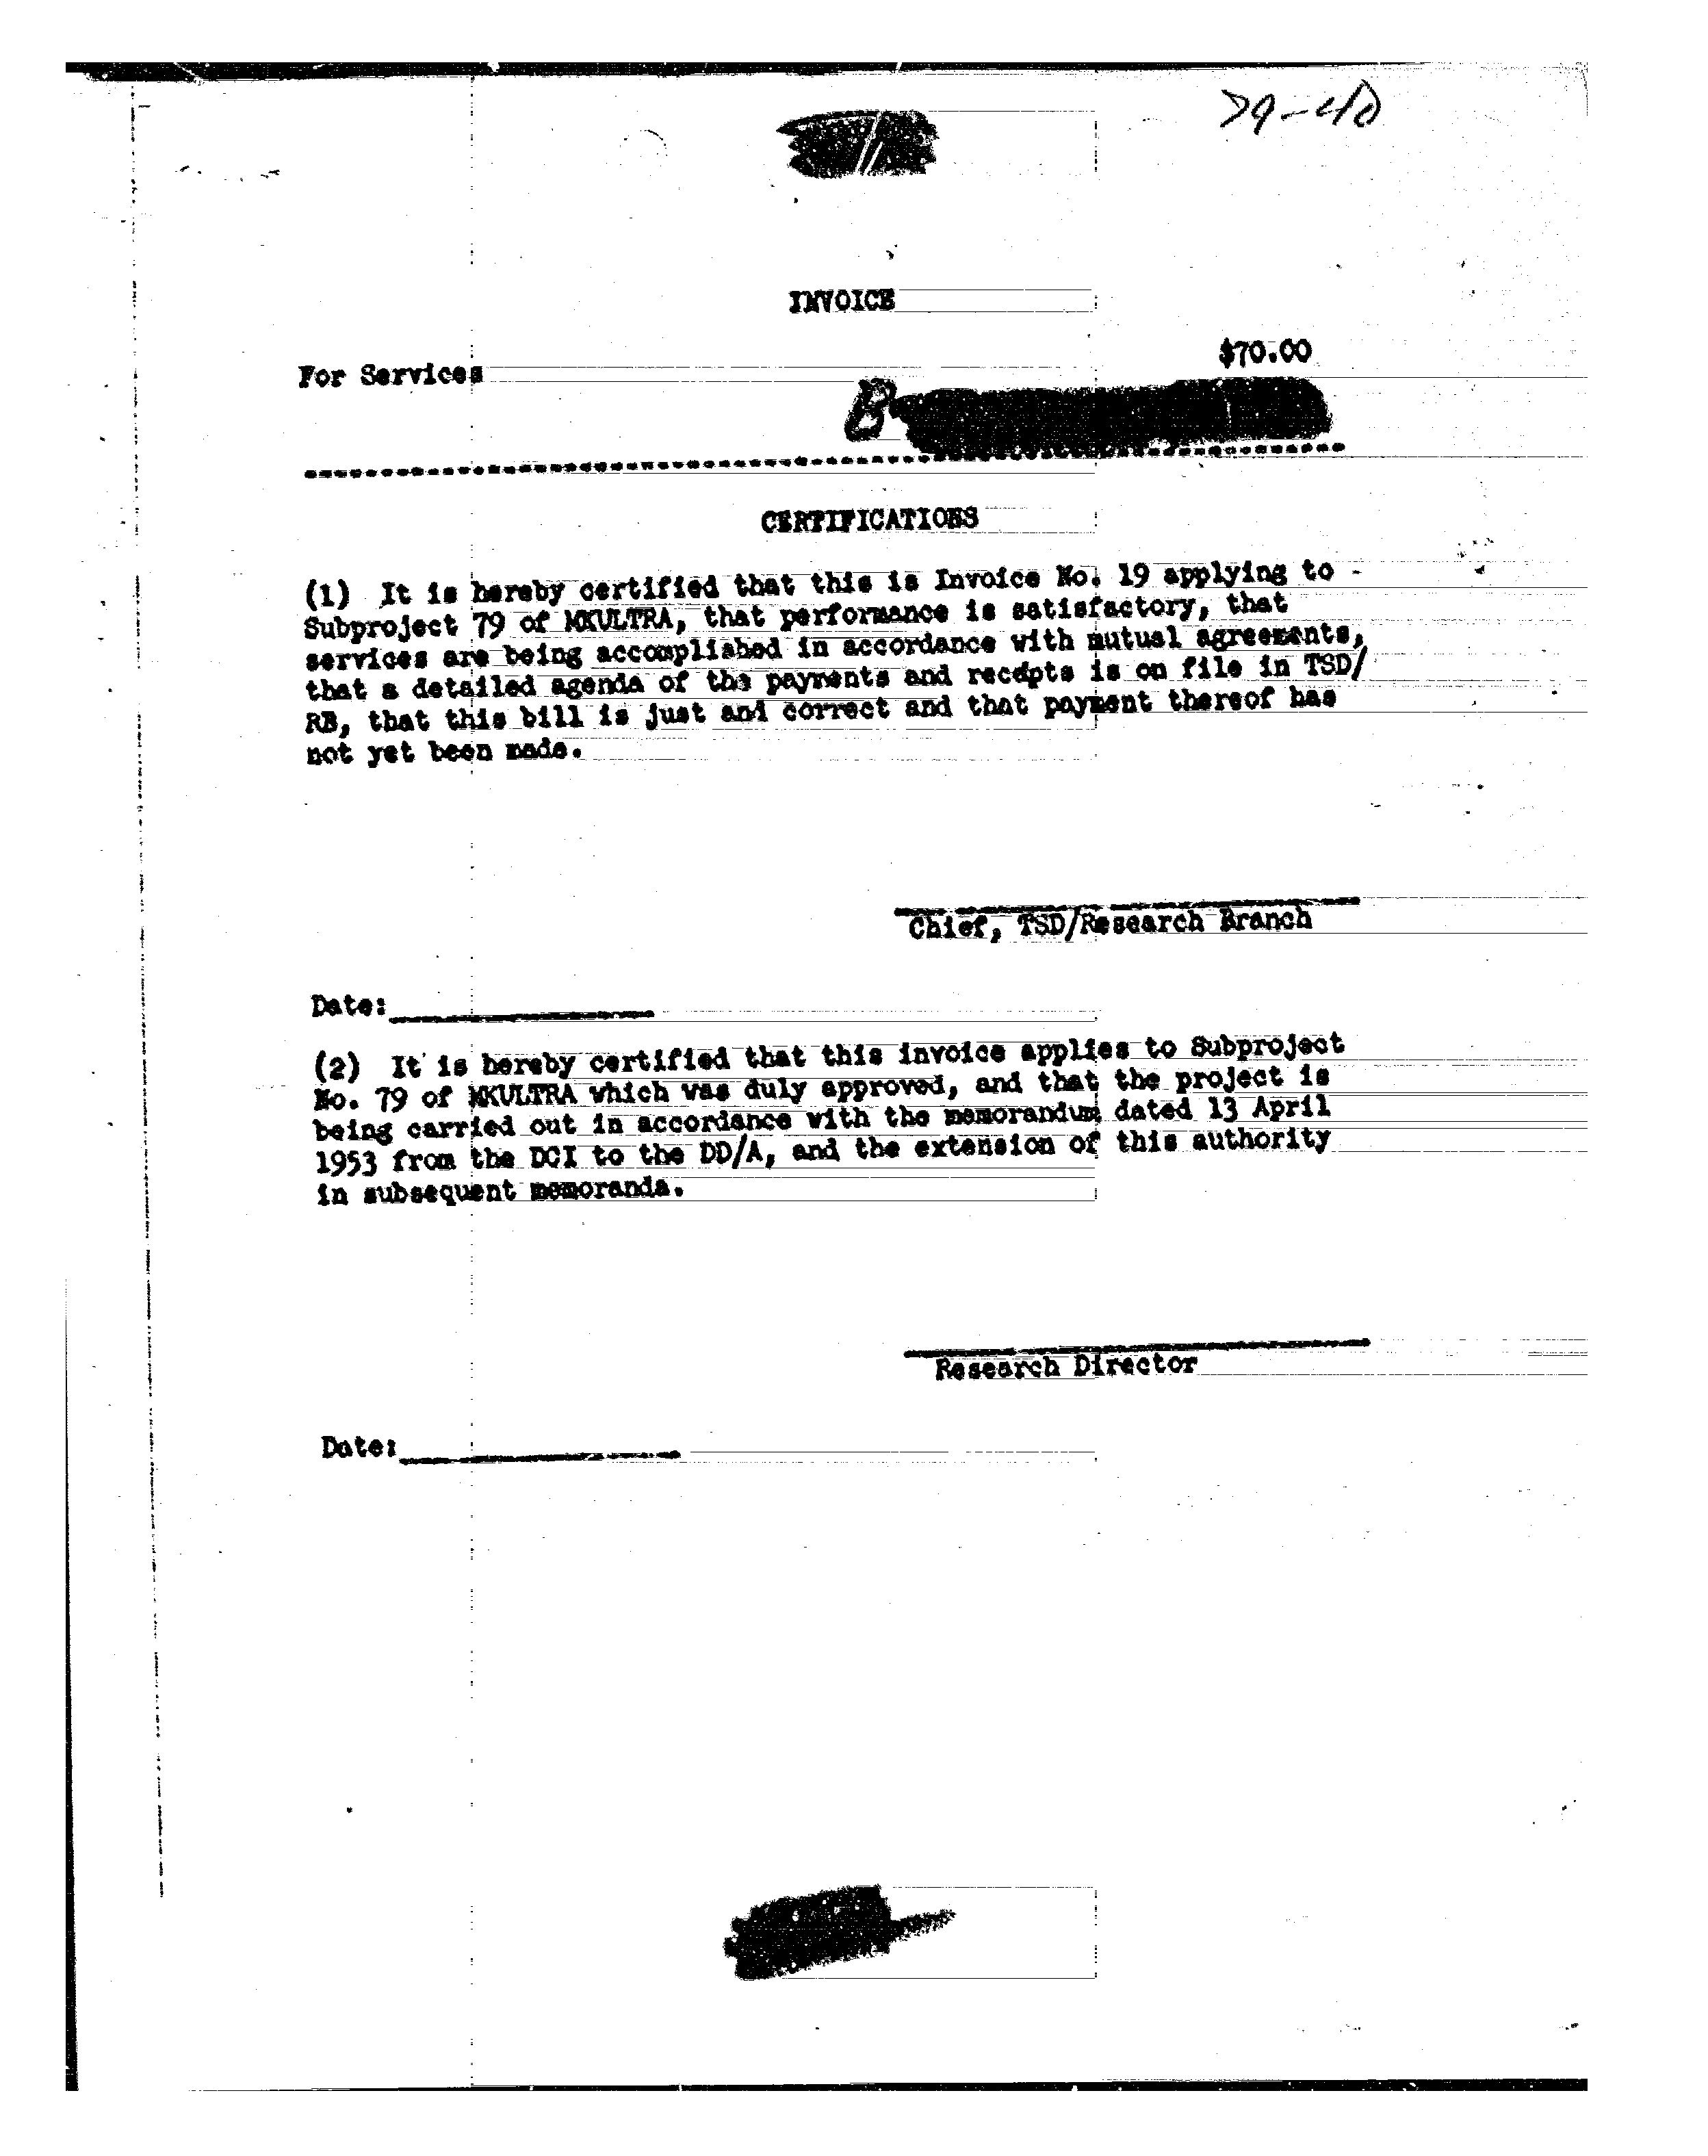 79-40
INVOICE
$70.00
For Services
B
CERTIFICATIONS
(1) It is hereby certified that this is Invoice No. 19 applying to
Subproject 79 of MKULTRA, that performance is satisfactory, that
services are being accomplished in accordance with mutual agreements,
that a detailed agenda of the payments and receipts is on file in TSD/
RB, that this bill is just and correct and that payment thereof has
not yet been made.
Chief, TSD/Research Branch
Date:
(2) It is hereby certified that this invoice applies to Subproject
No. 79 of MKULTRA which was duly approved, and that the project is
being carried out in accordance with the memorandum dated 13 April
1953 from the DCI to the DD/A, and the extension of this authority
in subsequent memoranda.
Research Director
Date: